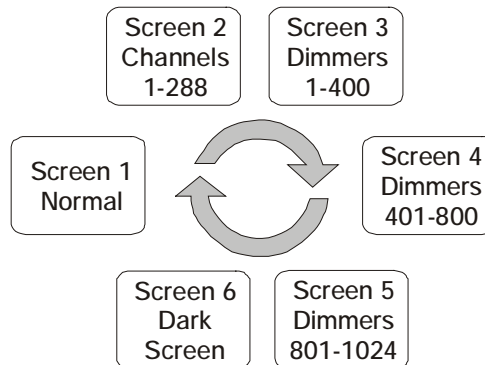 Screen 2
Channels
1-288
Screen 3
Dimmers
1-400
Screen 1
Normal
Screen 4
Dimmers
401-800
Screen 6
Dark
Screen
Screen 5
Dimmers
801-1024